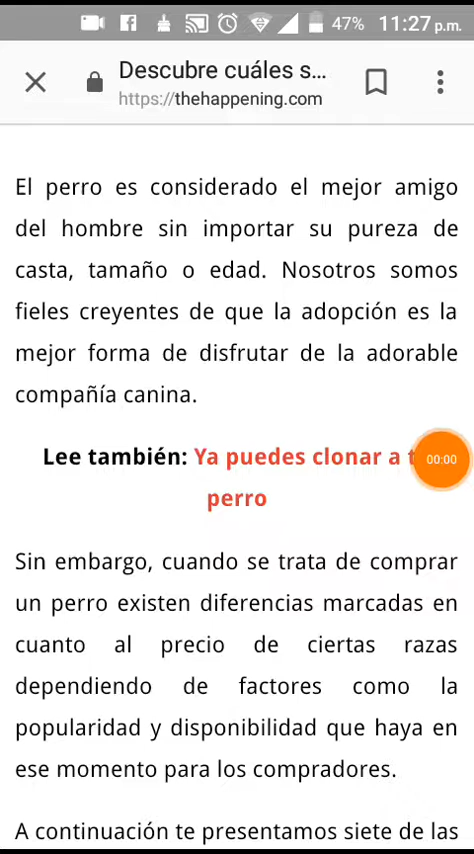 47% 11:27 p.m.
Descubre cuáles s...
https://thehappening.com
El perro es considerado el mejor amigo
del hombre sin importar su pureza de
casta, tamaño o edad. Nosotros somos
fieles creyentes de que la adopción es la
mejor forma de disfrutar de la adorable
compañía canina.
Lee también: Ya puedes clonar a
00:00
perro
Sin embargo, cuando se trata de comprar
un perro existen diferencias marcadas en
cuanto al precio de ciertas razas
dependiendo de factores como la
popularidad y disponibilidad que haya en
ese momento para los compradores.
A continuación te presentamos siete de las